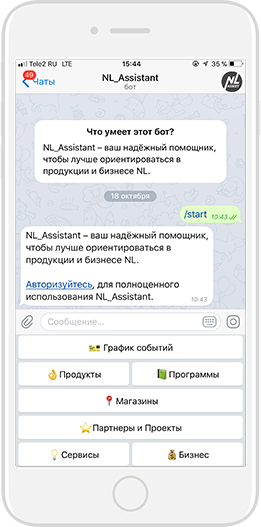 Tele2 RU LTE 15:44 35 %
49
Чаты
NL_Assistant
бот
NL
Что умеет этот бот?
NL_Assistant – ваш надёжный помощник,
чтобы лучше ориентироваться в
продукции и бизнесе NL.
18 октября
/start 10:43
NL_Assistant – ваш надёжный помощник,
чтобы лучше ориентироваться в
продукции и бизнесе NL.
Авторизуйтесь, для полноценного
использования NL_Assistant. 10:43
Сообщение...
График событий
Продукты
Программы
Магазины
Партнеры и Проекты
Сервисы
Бизнес